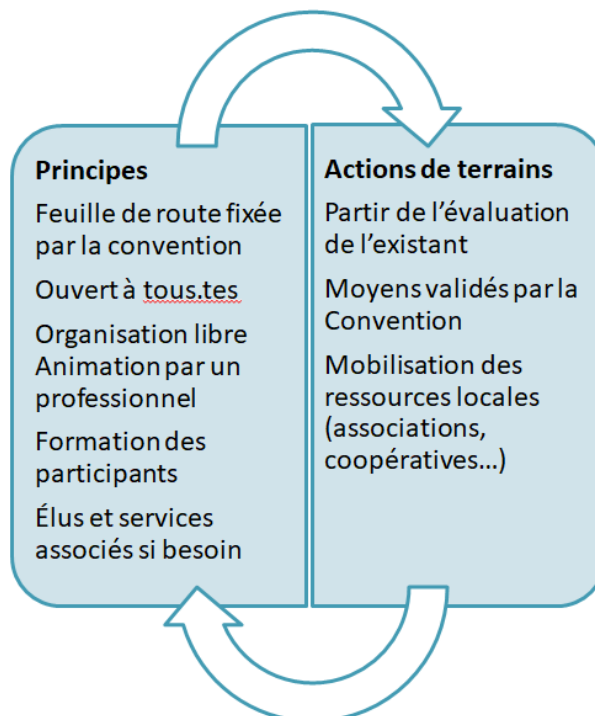 Principes
Feuille de route fixée
par la convention
Ouvert à tous.tes
Organisation libre
Animation par un
professionnel
Formation des
participants
Élus et services
associés si besoin
Actions de terrains
Partir de l’évaluation
de l’existant
Moyens validés par la
Convention
Mobilisation des
ressources locales
(associations,
coopératives…)